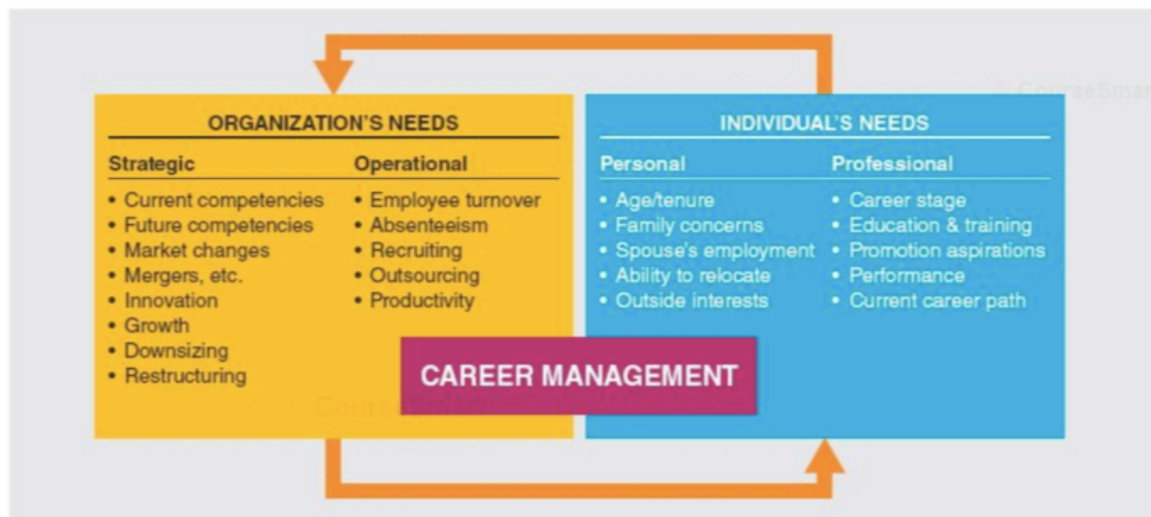 © CourseSmart
ORGANIZATION'S NEEDS
Strategic
• Current competencies
• Future competencies
• Market changes
• Mergers, etc.
• Innovation
• Growth
• Downsizing
• Restructuring
Operational
• Employee turnover
• Absenteeism
• Recruiting
• Outsourcing
• Productivity
INDIVIDUAL'S NEEDS
Personal
• Age/tenure
• Family concerns
• Spouse's employment
• Ability to relocate
• Outside interests
Professional
• Career stage
• Education & training
• Promotion aspirations
• Performance
• Current career path
CAREER MANAGEMENT
© CourseSmart